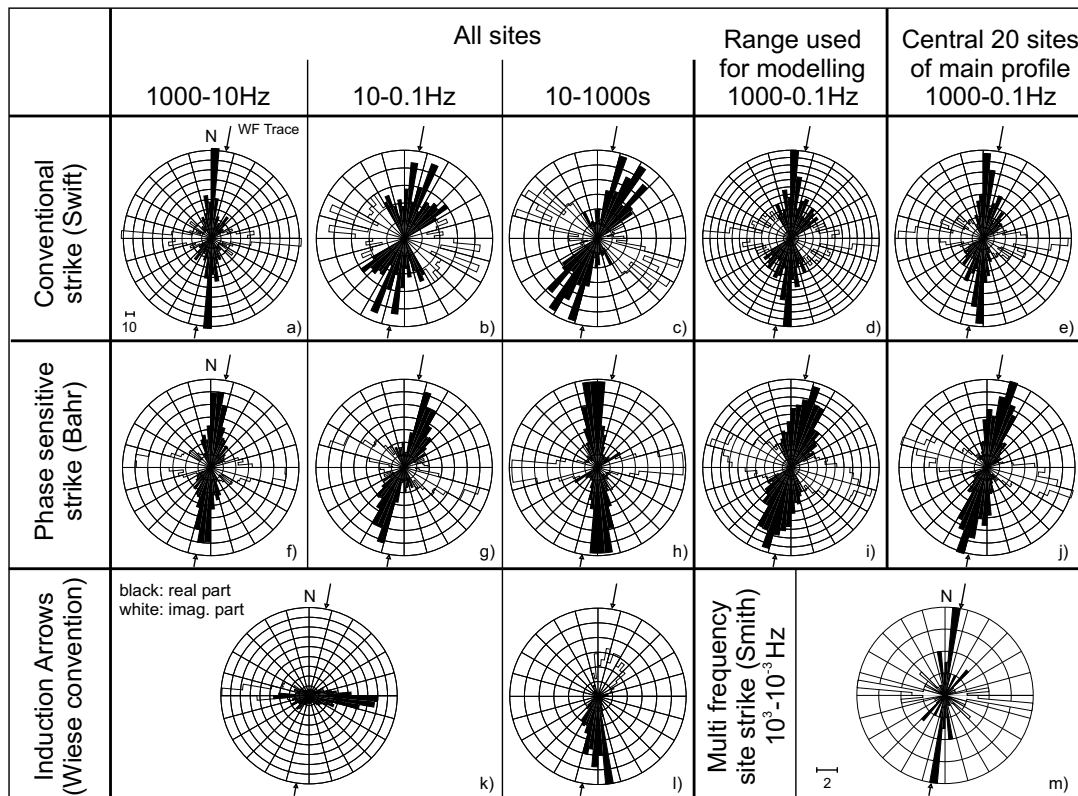 All sites
Range used
for modelling
1000-0.1Hz
Central 20 sites
of main profile
1000-0.1Hz
1000-10Hz
10-0.1Hz
10-1000s
Conventional
strike (Swift)
N
WF Trace
10
a)
b)
c)
d)
e)
Phase sensitive
strike (Bahr)
N
f)
g)
h)
i)
j)
Induction Arrows
(Wiese convention)
black: real part
white: imag. part
N
k)
l)
Multi frequency
site strike (Smith)
10³-10⁻³Hz
N
2
m)